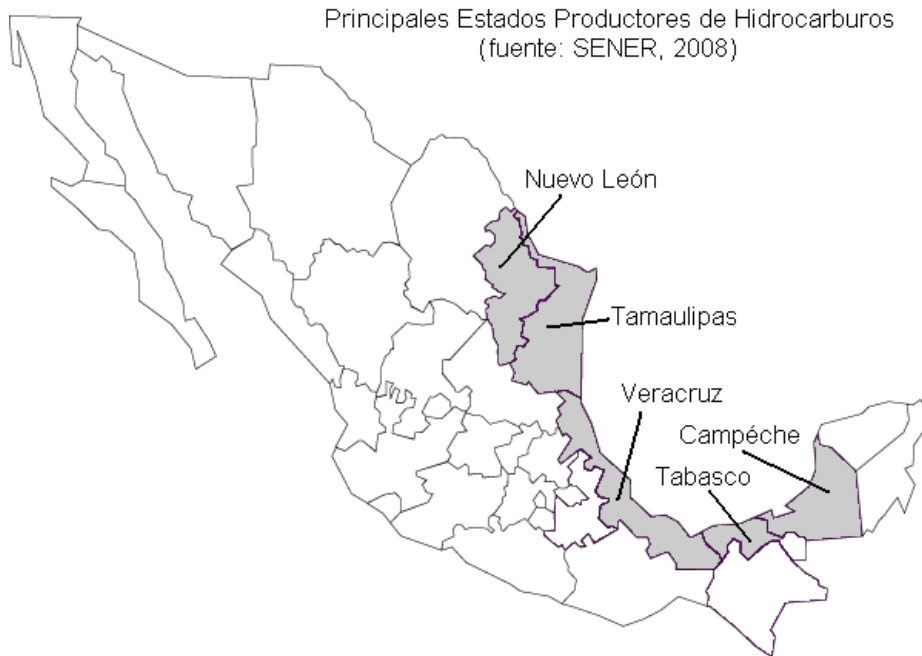 Principales Estados Productores de Hidrocarburos
(fuente: SENER, 2008)
Nuevo León
Tamaulipas
Veracruz
Campéche
Tabasco